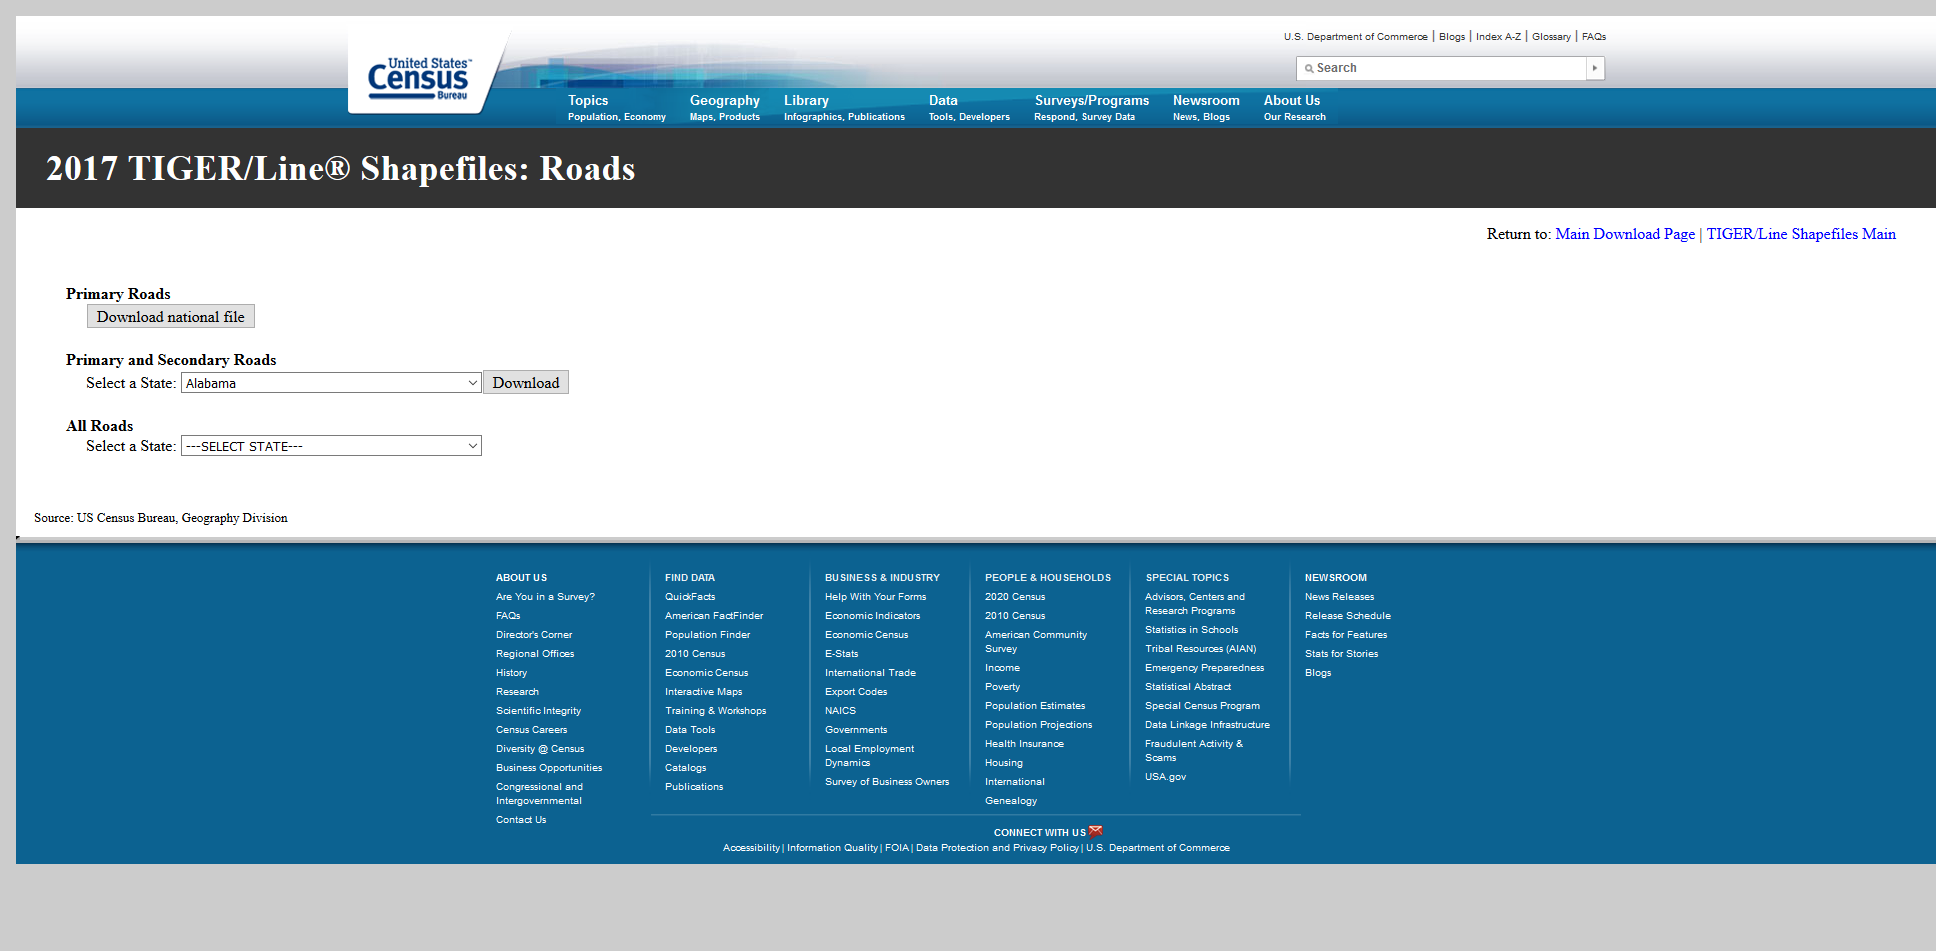 U.S. Department of Commerce | Blogs | Index A-Z | Glossary | FAQs
United States™
Census
Bureau
Search
Topics
Population, Economy
Geography
Maps, Products
Library
Infographics, Publications
Data
Tools, Developers
Surveys/Programs
Respond, Survey Data
Newsroom
News, Blogs
About Us
Our Research
2017 TIGER/Line® Shapefiles: Roads
Return to: Main Download Page | TIGER/Line Shapefiles Main
Primary Roads
Download national file
Primary and Secondary Roads
Select a State: Alabama Download
All Roads
Select a State: ---SELECT STATE---
Source: US Census Bureau, Geography Division
ABOUT US
Are You in a Survey?
FAQs
Director's Corner
Regional Offices
History
Research
Scientific Integrity
Census Careers
Diversity @ Census
Business Opportunities
Congressional and
Intergovernmental
Contact Us
FIND DATA
QuickFacts
American FactFinder
Population Finder
2010 Census
Economic Census
Interactive Maps
Training & Workshops
Data Tools
Developers
Catalogs
Publications
BUSINESS & INDUSTRY
Help With Your Forms
Economic Indicators
Economic Census
E-Stats
International Trade
Export Codes
NAICS
Governments
Local Employment
Dynamics
Survey of Business Owners
PEOPLE & HOUSEHOLDS
2020 Census
2010 Census
American Community
Survey
Income
Poverty
Population Estimates
Population Projections
Health Insurance
Housing
International
Genealogy
SPECIAL TOPICS
Advisors, Centers and
Research Programs
Statistics in Schools
Tribal Resources (AIAN)
Emergency Preparedness
Statistical Abstract
Special Census Program
Data Linkage Infrastructure
Fraudulent Activity &
Scams
USA.gov
NEWSROOM
News Releases
Release Schedule
Facts for Features
Stats for Stories
Blogs
CONNECT WITH US
Accessibility | Information Quality | FOIA | Data Protection and Privacy Policy | U.S. Department of Commerce